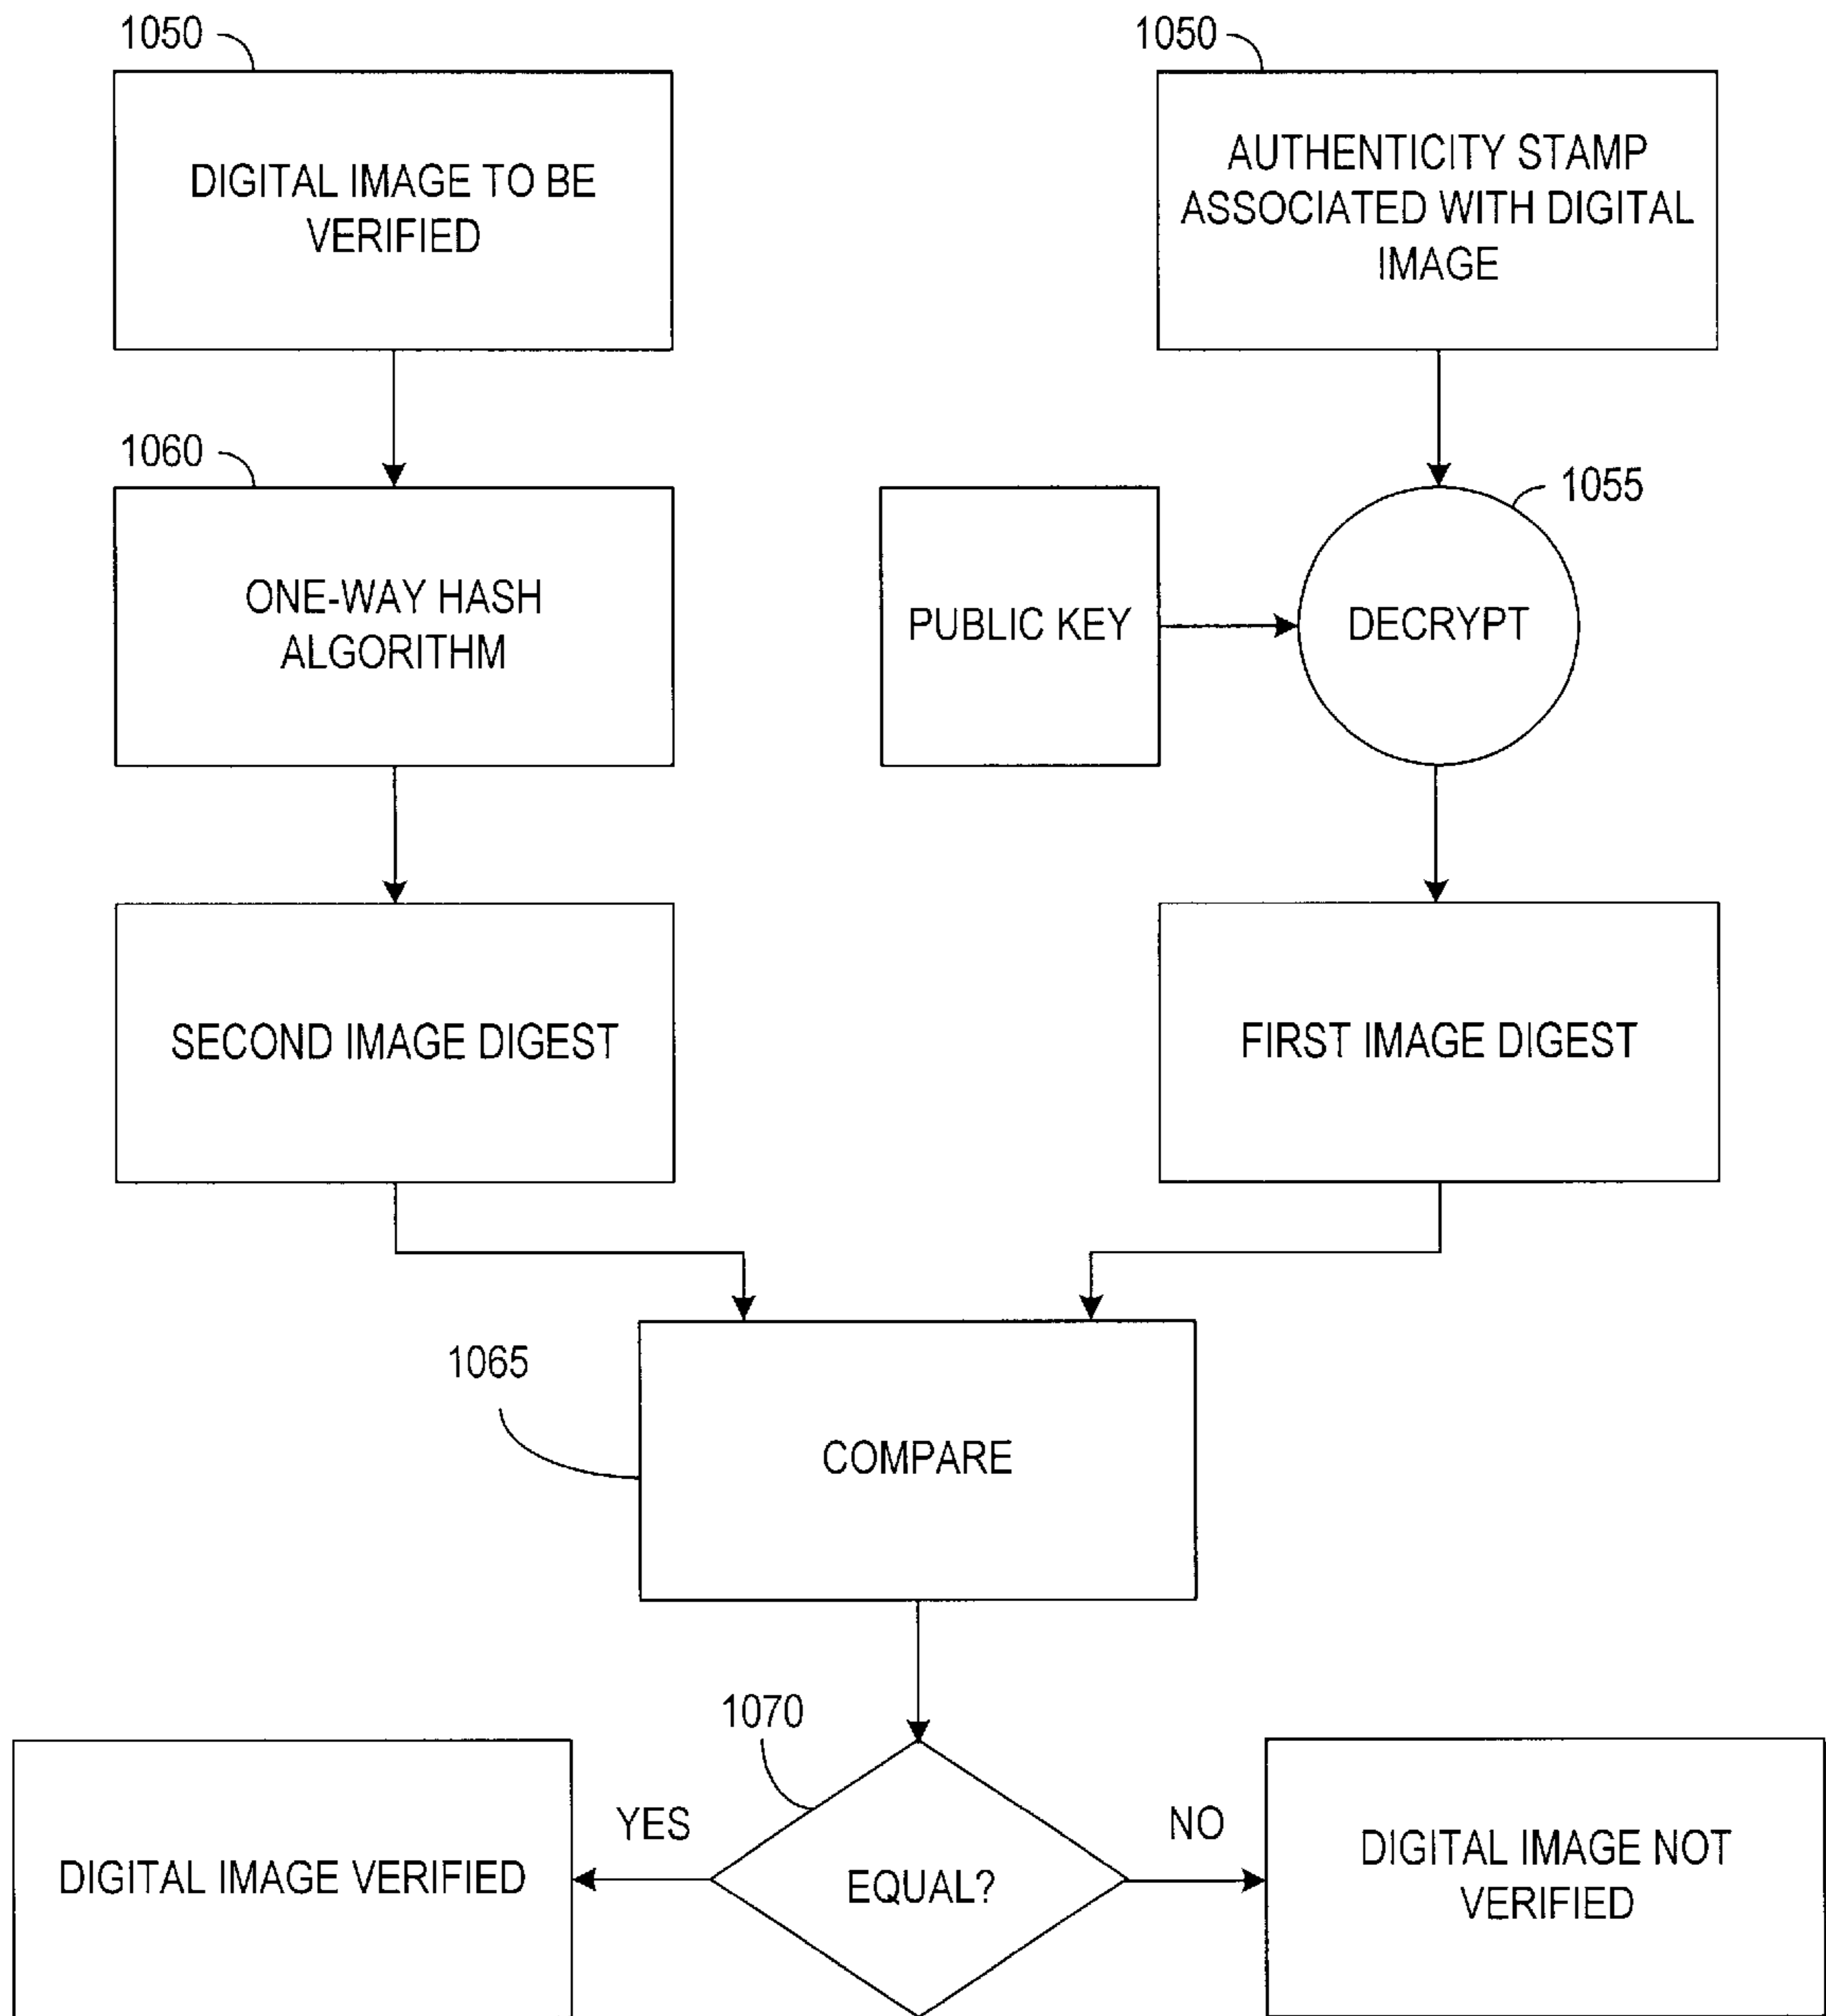 1050
1050
DIGITAL IMAGE TO BE
VERIFIED
AUTHENTICITY STAMP
ASSOCIATED WITH DIGITAL
IMAGE
1060
1055
ONE-WAY HASH
ALGORITHM
PUBLIC KEY
DECRYPT
SECOND IMAGE DIGEST
FIRST IMAGE DIGEST
1065
COMPARE
1070
YES
NO
DIGITAL IMAGE VERIFIED
EQUAL?
DIGITAL IMAGE NOT
VERIFIED